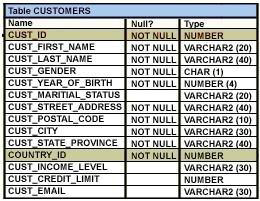 Table CUSTOMERS
Name Null? Type
CUST_ID NOT NULL NUMBER
CUST_FIRST_NAME NOT NULL VARCHAR2 (20)
CUST_LAST_NAME NOT NULL VARCHAR2 (40)
CUST_GENDER NOT NULL CHAR (1)
CUST_YEAR_OF_BIRTH NOT NULL NUMBER (4)
CUST_MARITIAL_STATUS VARCHAR2 (20)
CUST_STREET_ADDRESS NOT NULL VARCHAR2 (40)
CUST_POSTAL_CODE NOT NULL VARCHAR2 (10)
CUST_CITY NOT NULL VARCHAR2 (30)
CUST_STATE_PROVINCE NOT NULL VARCHAR2 (40)
COUNTRY_ID NOT NULL NUMBER
CUST_INCOME_LEVEL VARCHAR2 (30)
CUST_CREDIT_LIMIT NUMBER
CUST_EMAIL VARCHAR2 (30)